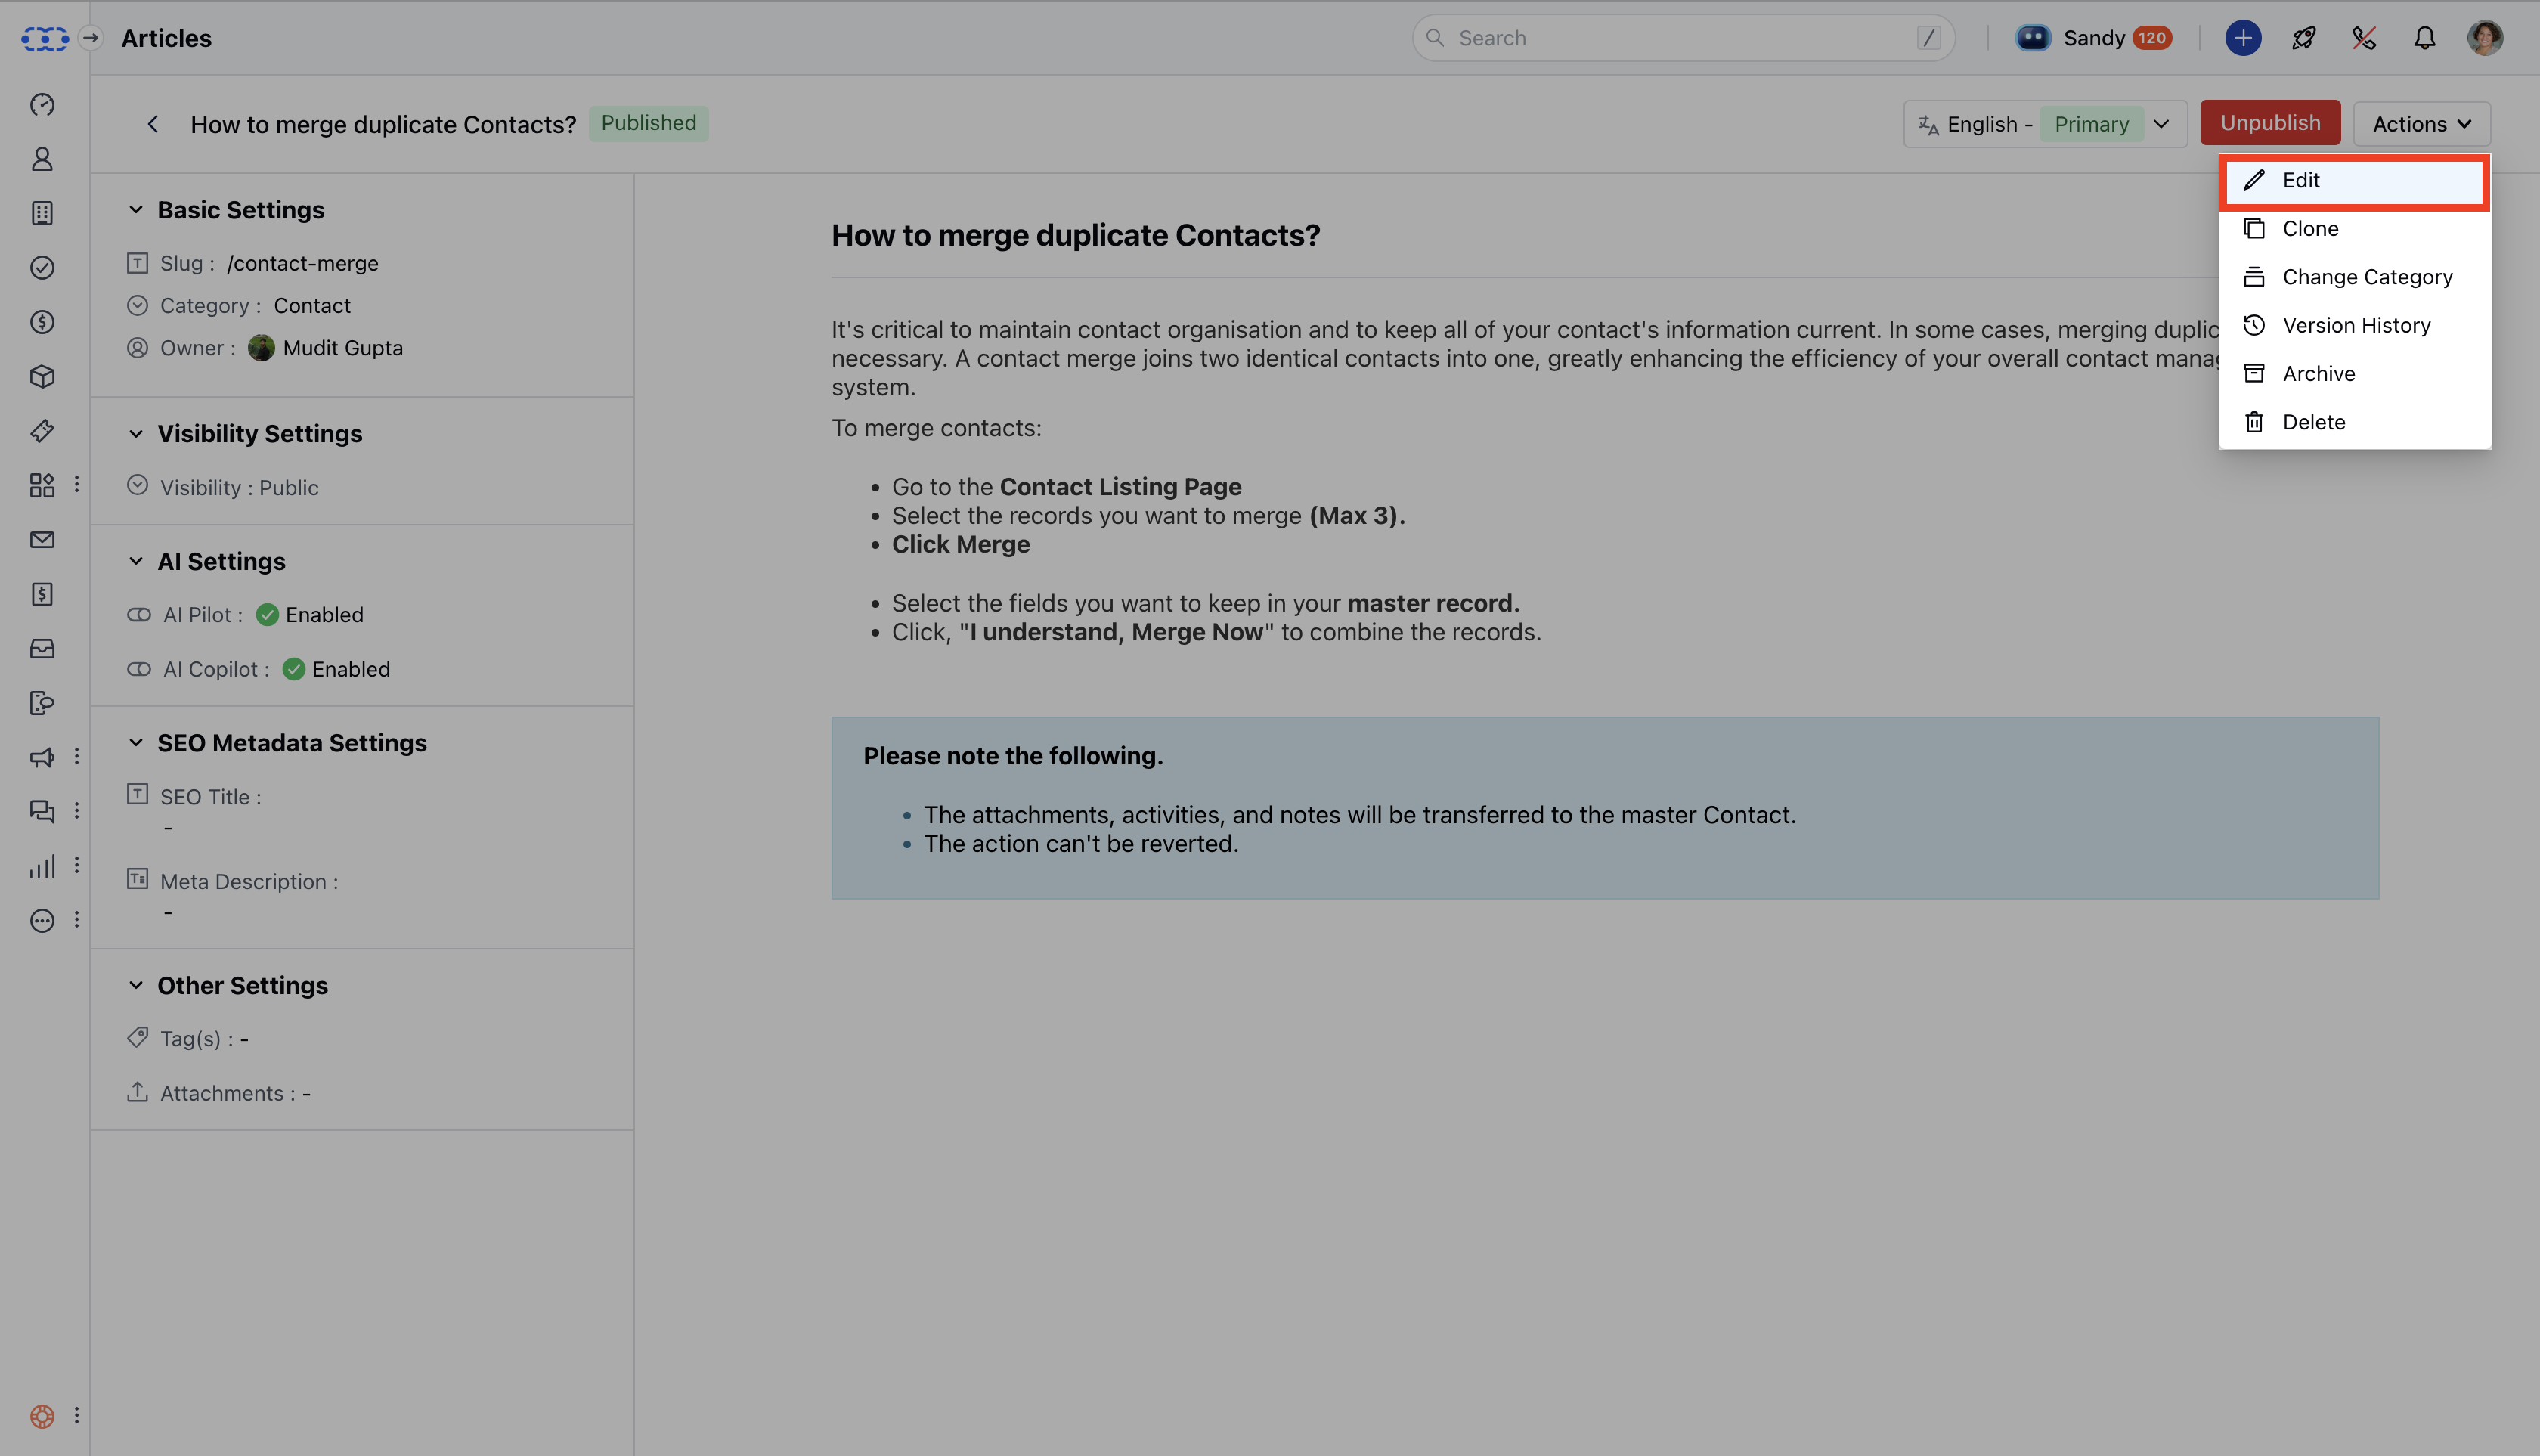 Articles
Search
/
Sandy 120
How to merge duplicate Contacts? Published
English - Primary
Unpublish
Actions
Edit
Clone
Change Category
Version History
Archive
Delete
Basic Settings
Slug : /contact-merge
Category : Contact
Owner : Mudit Gupta
Visibility Settings
Visibility : Public
AI Settings
AI Pilot : Enabled
AI Copilot : Enabled
SEO Metadata Settings
SEO Title :
-
Meta Description :
-
Other Settings
Tag(s) : -
Attachments : -
How to merge duplicate Contacts?
It's critical to maintain contact organisation and to keep all of your contact's information current. In some cases, merging
necessary. A contact merge joins two identical contacts into one, greatly enhancing the efficiency of your overall contact
system.
To merge contacts:
• Go to the Contact Listing Page
• Select the records you want to merge (Max 3).
• Click Merge
• Select the fields you want to keep in your master record.
• Click, "I understand, Merge Now" to combine the records.
Please note the following.
• The attachments, activities, and notes will be transferred to the master Contact.
• The action can't be reverted.